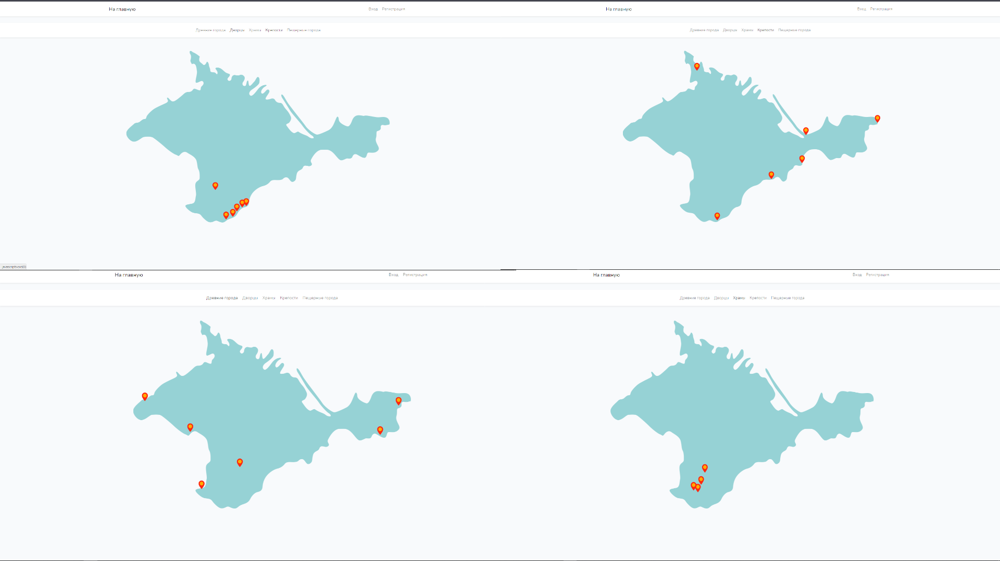 На главную Вход Регистрация
Древние города Дворцы Храмы Крепости Пещерные города
javascript:void(0)
На главную Вход Регистрация
Древние города Дворцы Храмы Крепости Пещерные города
На главную Вход Регистрация
Древние города Дворцы Храмы Крепости Пещерные города
На главную Вход Регистрация
Древние города Дворцы Храмы Крепости Пещерные города